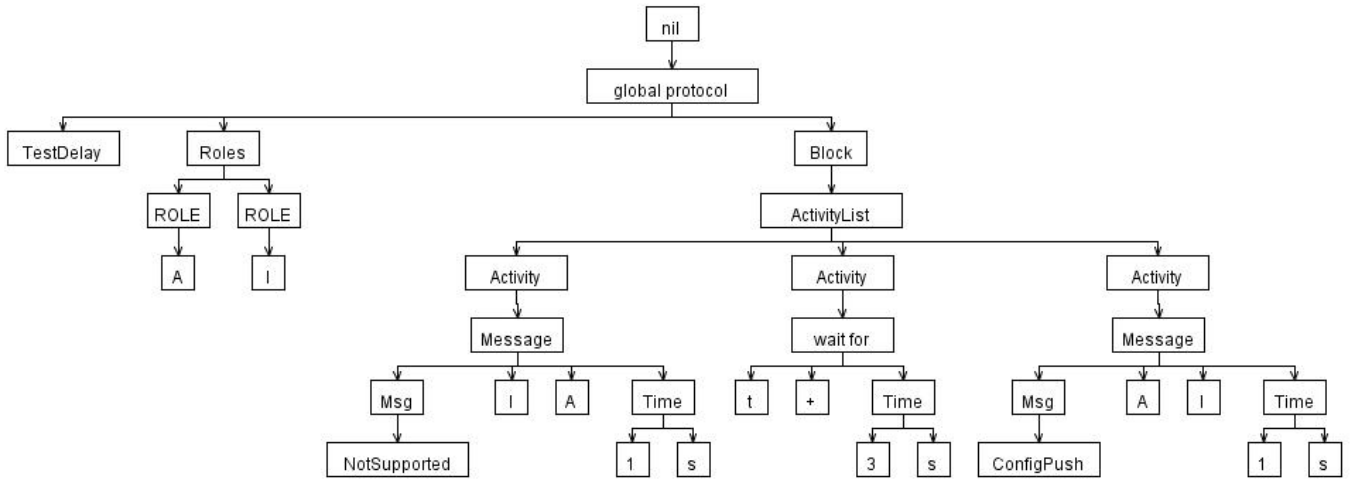 nil
global protocol
TestDelay Roles Block
ROLE ROLE ActivityList
A I Activity Activity Activity
Message wait for Message
Msg I A Time t + Time Msg A I Time
NotSupported 1 s 3 s ConfigPush 1 s